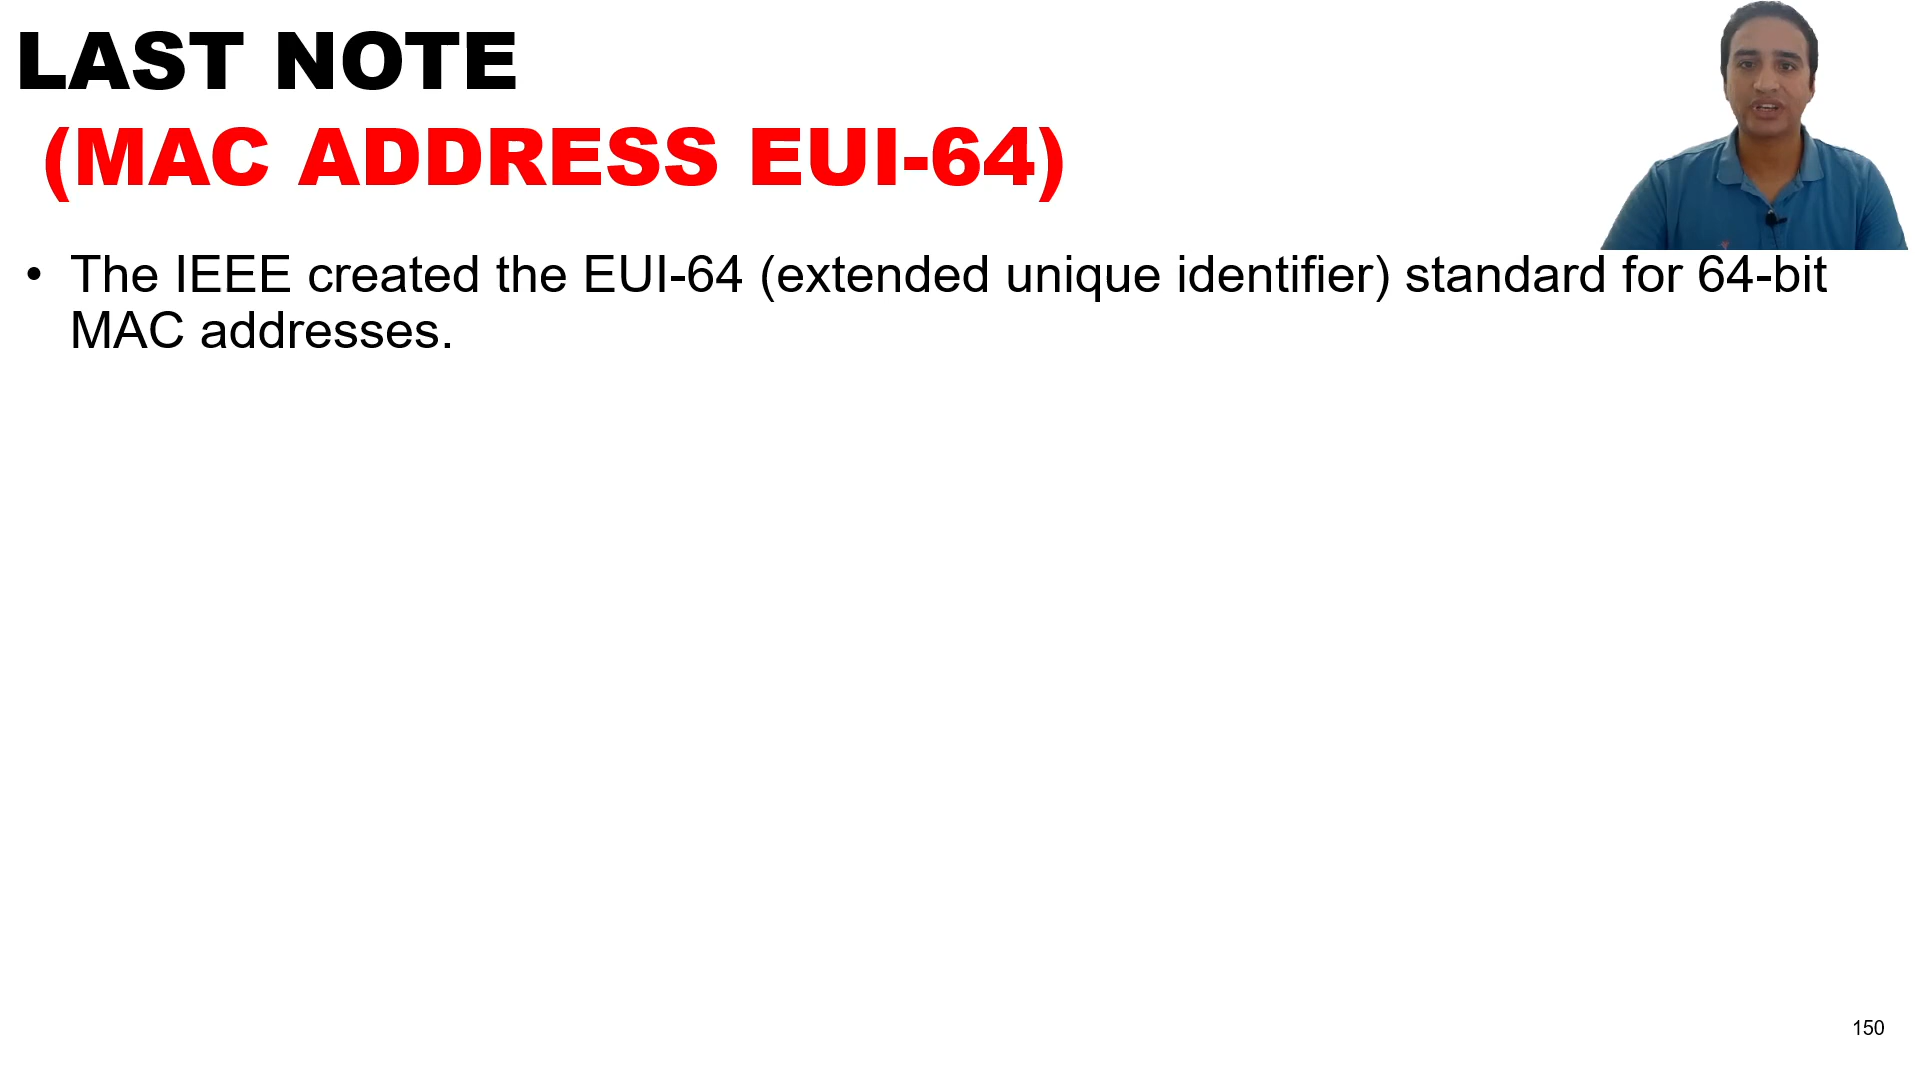 LAST NOTE
(MAC ADDRESS EUI-64)
• The IEEE created the EUI-64 (extended unique identifier) standard for 64-bit
MAC addresses.
150